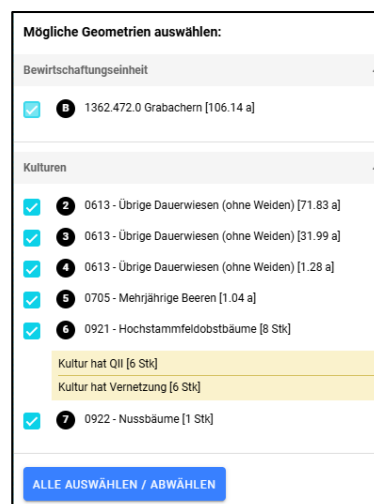 Mögliche Geometrien auswählen:
Bewirtschaftungseinheit
B 1362.472.0 Grabachern [106.14 a]
Kulturen
2 0613 - Übrige Dauerwiesen (ohne Weiden) [71.83 a]
3 0613 - Übrige Dauerwiesen (ohne Weiden) [31.99 a]
4 0613 - Übrige Dauerwiesen (ohne Weiden) [1.28 a]
5 0705 - Mehrjährige Beeren [1.04 a]
6 0921 - Hochstammfeldobstbäume [8 Stk]
Kultur hat QII [6 Stk]
Kultur hat Vernetzung [6 Stk]
7 0922 - Nussbäume [1 Stk]
ALLE AUSWÄHLEN / ABWÄHLEN